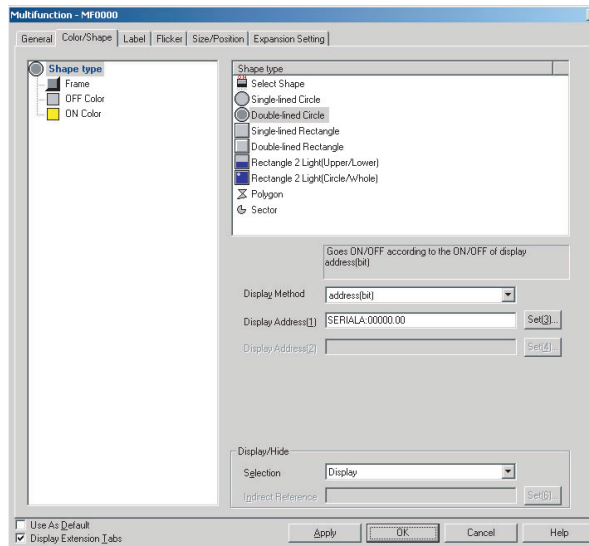 Multifunction - MF0000
General Color/Shape Label Flicker Size/Position Expansion Setting
Shape type
Frame
OFF Color
ON Color
Shape type
Select Shape
Single-lined Circle
Double-lined Circle
Single-lined Rectangle
Double-lined Rectangle
Rectangle 2 Light(Upper/Lower)
Rectangle 2 Light(Circle/Whole)
Polygon
Sector
Goes ON/OFF according to the ON/OFF of display
address(bit)
Display Method address(bit)
Display Address(1) SERIALA:00000.00 Set(3)...
Display Address(2) Set(4)...
Display/Hide
Selection Display
Indirect Reference Set(6)...
Use As Default
Display Extension Tabs
Apply OK Cancel Help